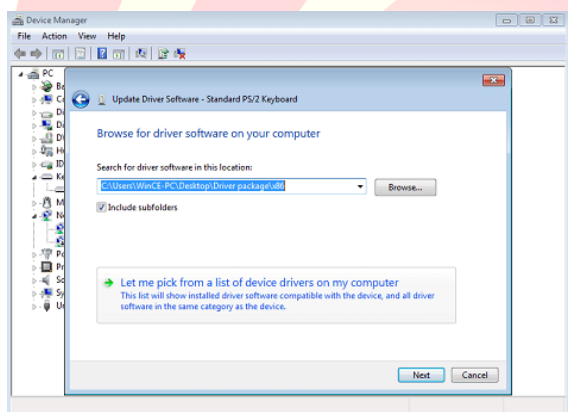 Device Manager
File Action View Help
PC
Update Driver Software - Standard PS/2 Keyboard
Browse for driver software on your computer
Search for driver software in this location:
C:\Users\WinCE-PC\Desktop\Driver package\x86
Browse...
Include subfolders
Let me pick from a list of device drivers on my computer
This list will show installed driver software compatible with the device, and all driver
software in the same category as the device.
Next Cancel